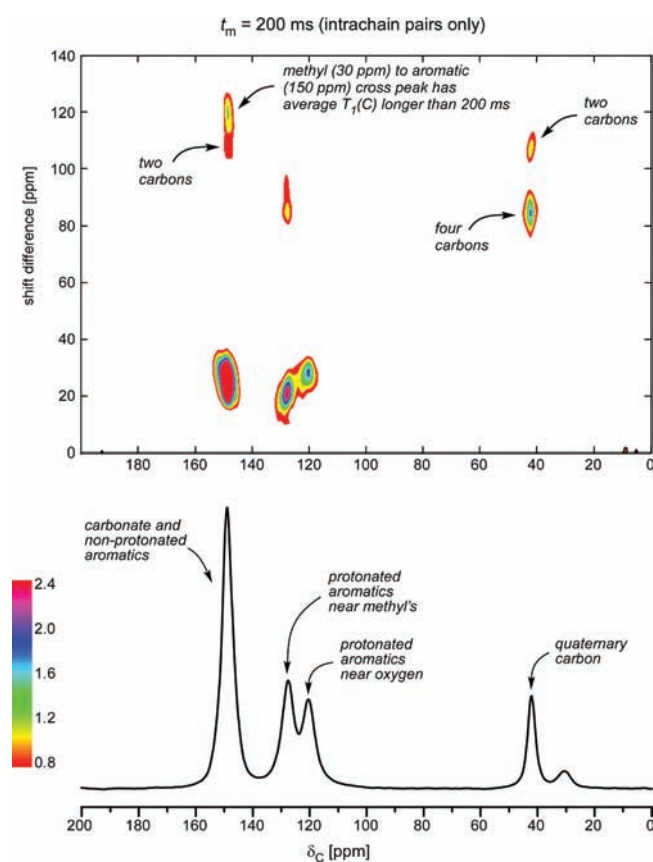 tm = 200 ms (intrachain pairs only)
140
120
100
80
60
40
20
0
shift difference [ppm]
methyl (30 ppm) to aromatic
(150 ppm) cross peak has
average T1(C) longer than 200 ms
two
carbons
two
carbons
four
carbons
180
160
140
120
100
80
60
40
20
0
carbonate and
non-protonated
aromatics
protonated
aromatics
near methyl's
protonated
aromatics
near oxygen
quaternary
carbon
2.4
2.0
1.6
1.2
0.8
200
180
160
140
120
100
80
60
40
20
0
δC [ppm]